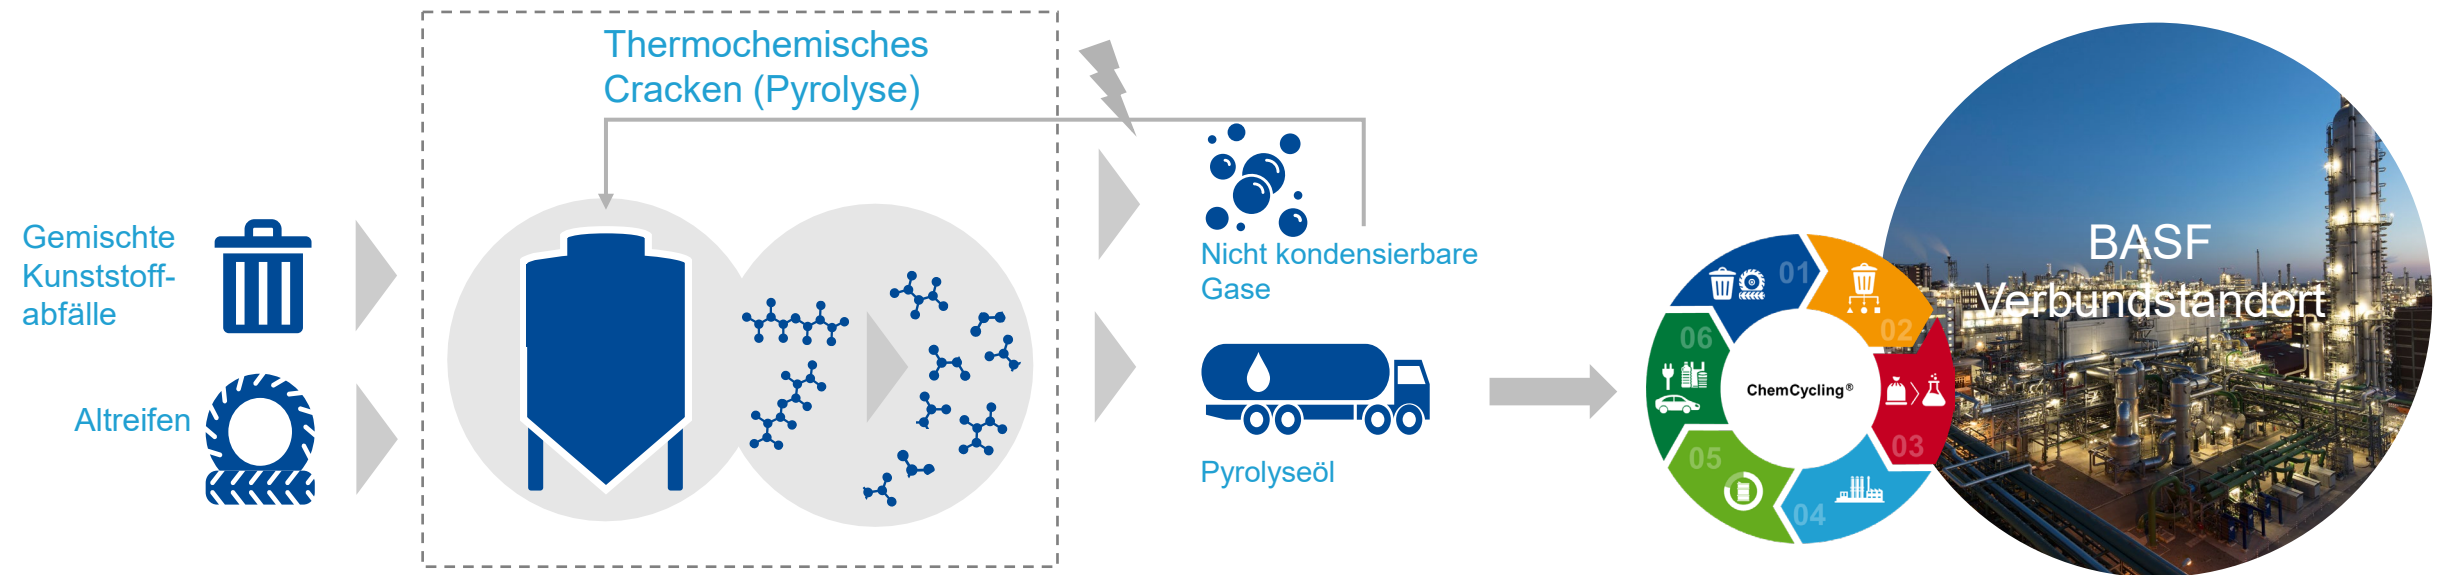 Thermochemisches
Cracken (Pyrolyse)
Gemischte
Kunststoff-
abfälle
Altreifen
Nicht kondensierbare
Gase
Pyrolyseöl
01
02
03
04
05
06
ChemCycling®
BASF
Verbundstandort